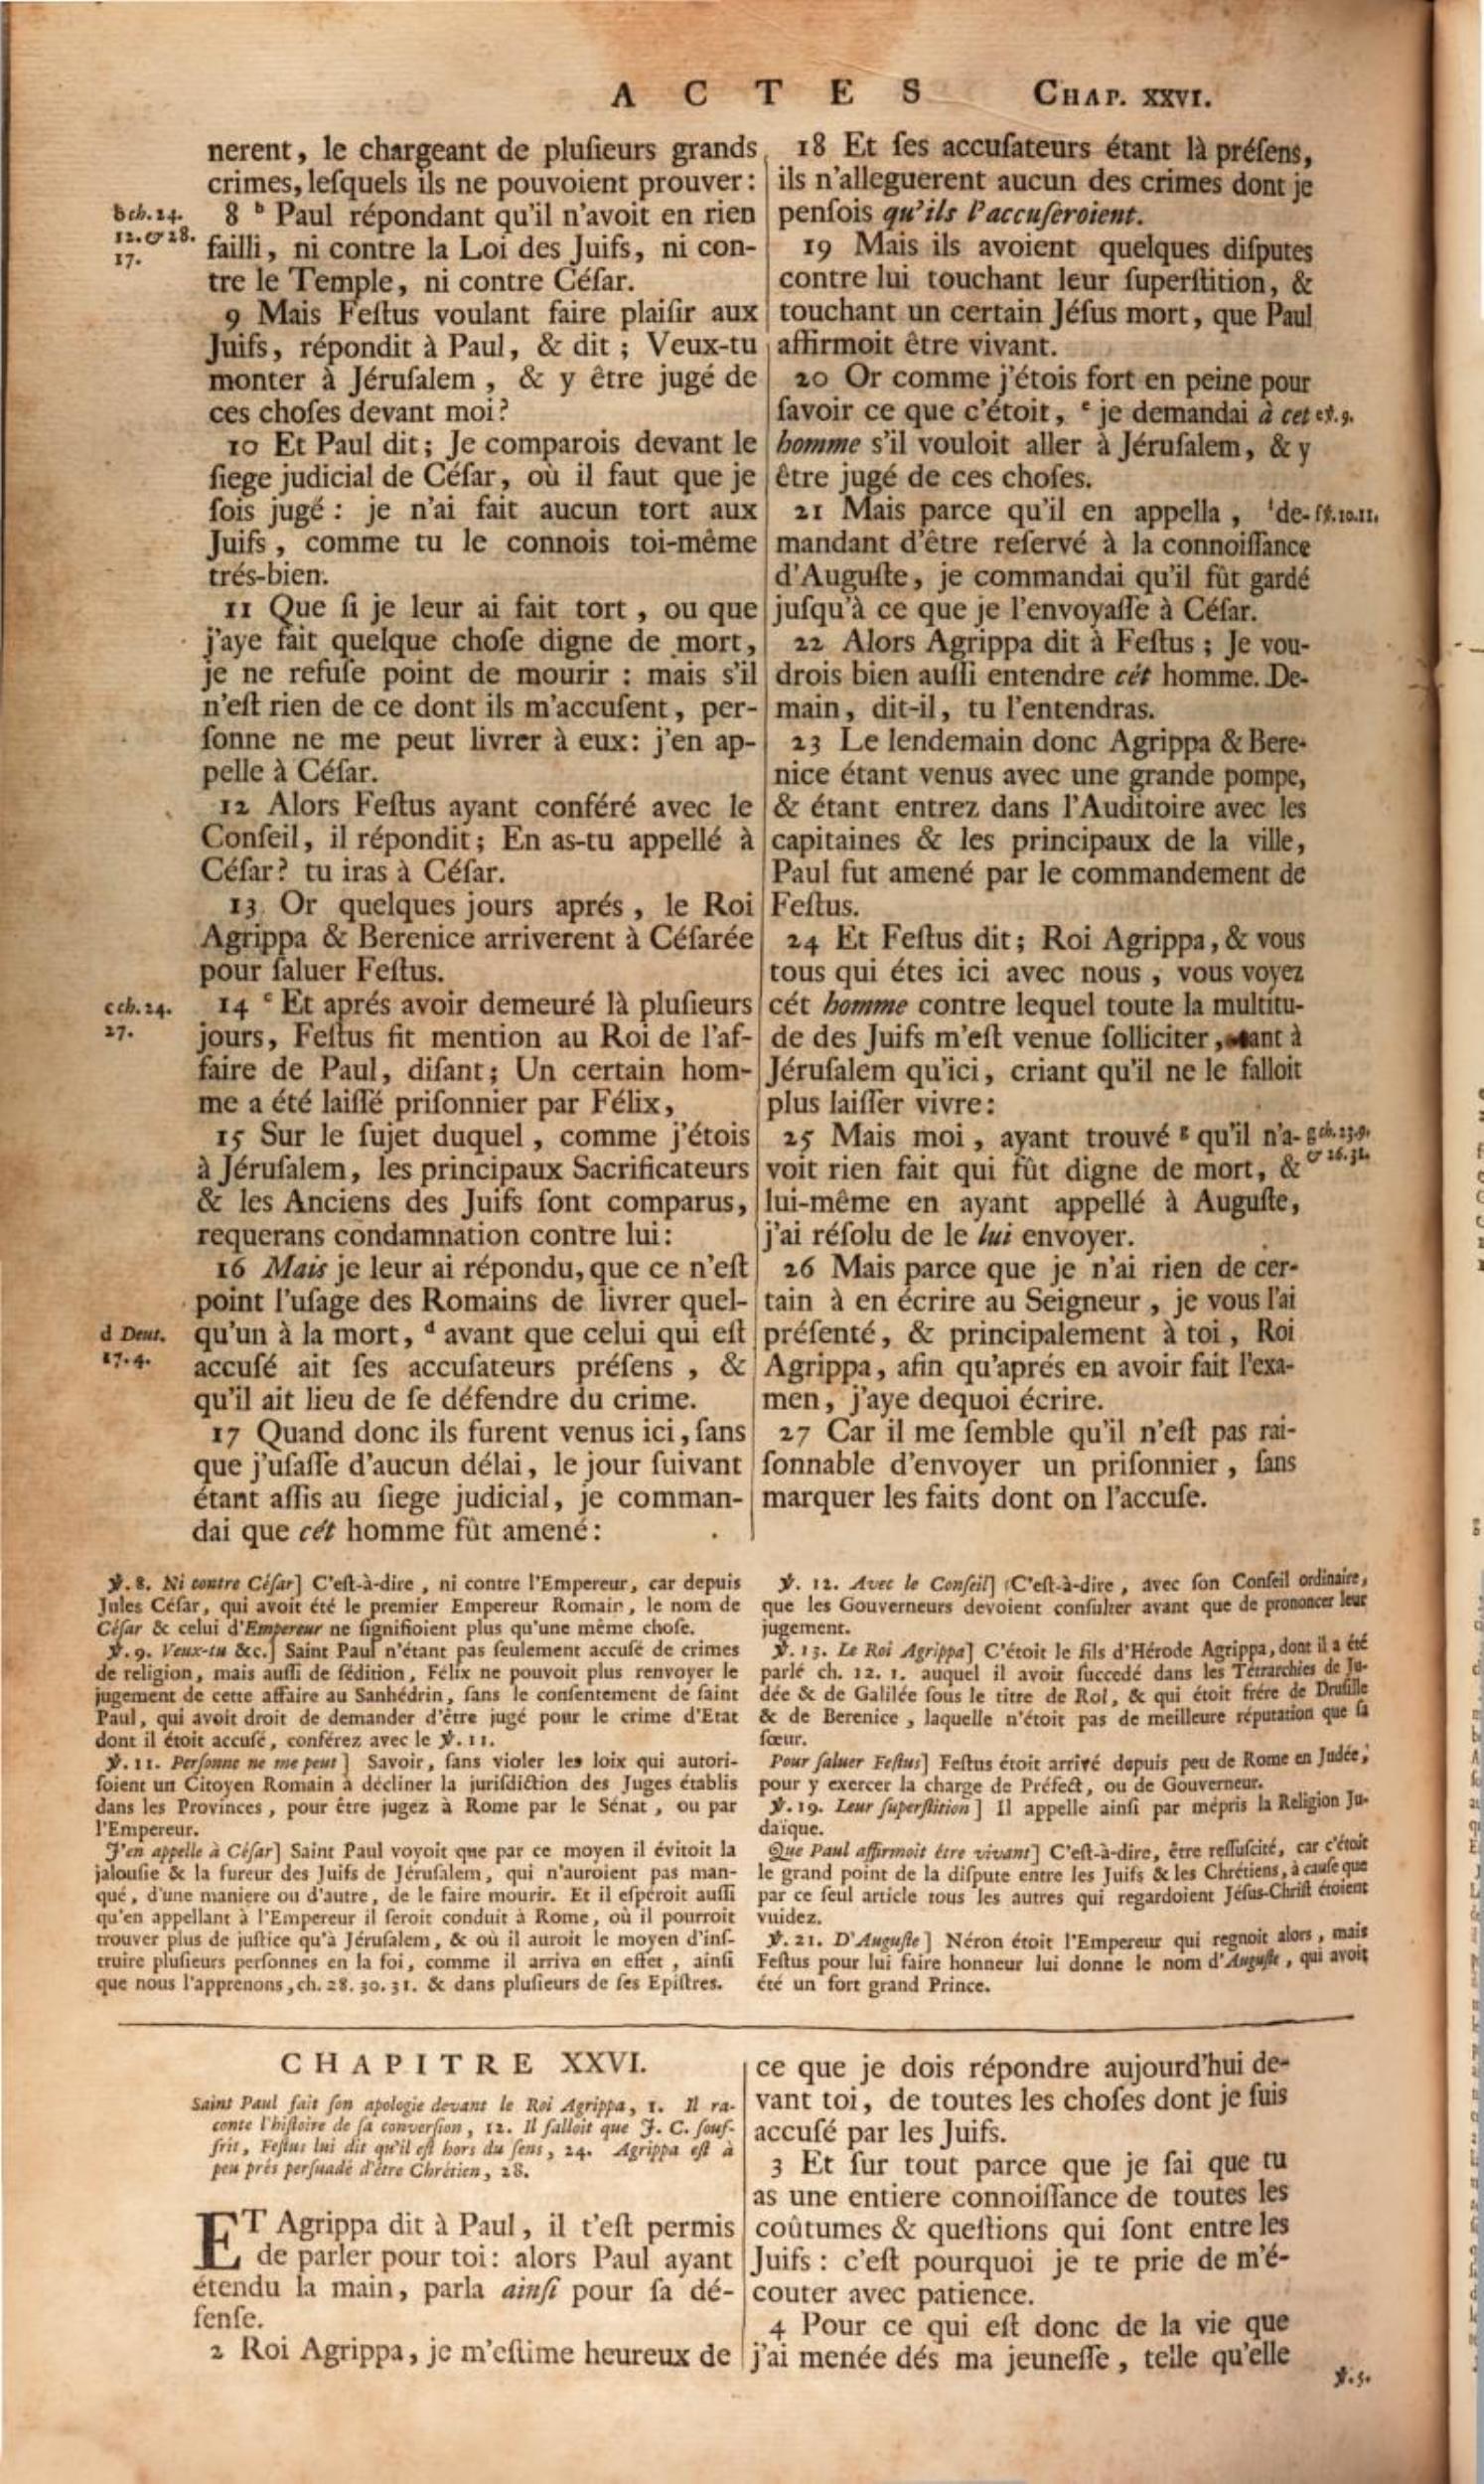 ACTES CHAP. XXVI.
nerent, le chargeant de pluſieurs grands
crimes, leſquels ils ne pouvoient prouver:
b ch. 24.
12. & 28.
17.
8 ᵇ Paul répondant qu'il n'avoit en rien
failli, ni contre la Loi des Juifs, ni con-
tre le Temple, ni contre Céſar.
9 Mais Feſtus voulant faire plaiſir aux
Juifs, répondit à Paul, & dit; Veux-tu
monter à Jéruſalem, & y être jugé de
ces choſes devant moi?
10 Et Paul dit; Je comparois devant le
ſiege judicial de Céſar, où il faut que je
ſois jugé: je n'ai fait aucun tort aux
Juifs, comme tu le connois toi-même
trés-bien.
11 Que ſi je leur ai fait tort, ou que
j'aye fait quelque choſe digne de mort,
je ne refuſe point de mourir: mais s'il
n'eſt rien de ce dont ils m'accuſent, per-
ſonne ne me peut livrer à eux: j'en ap-
pelle à Céſar.
12 Alors Feſtus ayant conféré avec le
Conſeil, il répondit; En as-tu appellé à
Céſar? tu iras à Céſar.
13 Or quelques jours aprés, le Roi
Agrippa & Berenice arriverent à Céſarée
pour ſaluer Feſtus.
c ch. 24.
27.
14 ᶜ Et aprés avoir demeuré là pluſieurs
jours, Feſtus fit mention au Roi de l'af-
faire de Paul, diſant; Un certain hom-
me a été laiſſé priſonnier par Félix,
15 Sur le ſujet duquel, comme j'étois
à Jéruſalem, les principaux Sacrificateurs
& les Anciens des Juifs ſont comparus,
requerans condamnation contre lui:
16 Mais je leur ai répondu, que ce n'eſt
point l'uſage des Romains de livrer quel-
d Deut.
17. 4.
qu'un à la mort, ᵈ avant que celui qui eſt
accuſé ait ſes accuſateurs préſens, &
qu'il ait lieu de ſe défendre du crime.
17 Quand donc ils furent venus ici, ſans
que j'uſaſſe d'aucun délai, le jour ſuivant
étant aſſis au ſiege judicial, je comman-
dai que cét homme fût amené:
18 Et ſes accuſateurs étant là préſens,
ils n'alleguerent aucun des crimes dont je
penſois qu'ils l'accuſeroient.
19 Mais ils avoient quelques diſputes
contre lui touchant leur ſuperſtition, &
touchant un certain Jéſus mort, que Paul
affirmoit être vivant.
20 Or comme j'étois fort en peine pour
ſavoir ce que c'étoit, ᵉ je demandai à cet
e ℣. 9.
homme s'il vouloit aller à Jéruſalem, & y
être jugé de ces choſes.
21 Mais parce qu'il en appella, ᶠ de-
f ℣. 10. 11.
mandant d'être reſervé à la connoiſſance
d'Auguſte, je commandai qu'il fût gardé
juſqu'à ce que je l'envoyaſſe à Céſar.
22 Alors Agrippa dit à Feſtus; Je vou-
drois bien auſſi entendre cét homme. De-
main, dit-il, tu l'entendras.
23 Le lendemain donc Agrippa & Bere-
nice étant venus avec une grande pompe,
& étant entrez dans l'Auditoire avec les
capitaines & les principaux de la ville,
Paul fut amené par le commandement de
Feſtus.
24 Et Feſtus dit; Roi Agrippa, & vous
tous qui étes ici avec nous, vous voyez
cét homme contre lequel toute la multitu-
de des Juifs m'eſt venue ſolliciter, tant à
Jéruſalem qu'ici, criant qu'il ne le falloit
plus laiſſer vivre:
25 Mais moi, ayant trouvé ᵍ qu'il n'a-
g ch. 23. 9.
& 26. 31.
voit rien fait qui fût digne de mort, &
lui-même en ayant appellé à Auguſte,
j'ai réſolu de le lui envoyer.
26 Mais parce que je n'ai rien de cer-
tain à en écrire au Seigneur, je vous l'ai
préſenté, & principalement à toi, Roi
Agrippa, afin qu'aprés en avoir fait l'exa-
men, j'aye dequoi écrire.
27 Car il me ſemble qu'il n'eſt pas rai-
ſonnable d'envoyer un priſonnier, ſans
marquer les faits dont on l'accuſe.
℣. 8. Ni contre Céſar] C'eſt-à-dire, ni contre l'Empereur, car depuis
Jules Céſar, qui avoit été le premier Empereur Romain, le nom de
Céſar & celui d'Empereur ne ſignifioient plus qu'une même choſe.
℣. 9. Veux-tu &c.] Saint Paul n'étant pas ſeulement accuſé de crimes
de religion, mais auſſi de ſédition, Félix ne pouvoit plus renvoyer le
jugement de cette affaire au Sanhédrin, ſans le conſentement de ſaint
Paul, qui avoit droit de demander d'être jugé pour le crime d'Etat
dont il étoit accuſé, conférez avec le ℣. 11.
℣. 11. Perſonne ne me peut] Savoir, ſans violer les loix qui autori-
ſoient un Citoyen Romain à décliner la juriſdiction des Juges établis
dans les Provinces, pour être jugez à Rome par le Sénat, ou par
l'Empereur.
J'en appelle à Céſar] Saint Paul voyoit que par ce moyen il évitoit la
jalouſie & la fureur des Juifs de Jéruſalem, qui n'auroient pas man-
qué, d'une maniere ou d'autre, de le faire mourir. Et il eſpéroit auſſi
qu'en appellant à l'Empereur il ſeroit conduit à Rome, où il pourroit
trouver plus de juſtice qu'à Jéruſalem, & où il auroit le moyen d'inſ-
truire pluſieurs perſonnes en la foi, comme il arriva en effet, ainſi
que nous l'apprenons, ch. 28. 30. 31. & dans pluſieurs de ſes Epiſtres.
℣. 12. Avec le Conſeil] C'eſt-à-dire, avec ſon Conſeil ordinaire,
que les Gouverneurs devoient conſulter avant que de prononcer leur
jugement.
℣. 13. Le Roi Agrippa] C'étoit le fils d'Hérode Agrippa, dont il a été
parlé ch. 12. 1. auquel il avoit ſuccedé dans les Tétrarchies de Ju-
dée & de Galilée ſous le titre de Roi, & qui étoit frére de Druſille
& de Berenice, laquelle n'étoit pas de meilleure réputation que ſa
ſœur.
Pour ſaluer Feſtus] Feſtus étoit arrivé depuis peu de Rome en Judée,
pour y exercer la charge de Préfect, ou de Gouverneur.
℣. 19. Leur ſuperſtition] Il appelle ainſi par mépris la Religion Ju-
daïque.
Que Paul affirmoit être vivant] C'eſt-à-dire, être reſſuſcité, car c'étoit
le grand point de la diſpute entre les Juifs & les Chrétiens, à cauſe que
par ce ſeul article tous les autres qui regardoient Jéſus-Chriſt étoient
vuidez.
℣. 21. D'Auguſte] Néron étoit l'Empereur qui regnoit alors, mais
Feſtus pour lui faire honneur lui donne le nom d'Auguſte, qui avoit
été un fort grand Prince.
CHAPITRE XXVI.
Saint Paul fait ſon apologie devant le Roi Agrippa, 1. Il ra-
conte l'hiſtoire de ſa converſion, 12. Il falloit que J. C. ſouf-
frit, Feſtus lui dit qu'il eſt hors du ſens, 24. Agrippa eſt à
peu prés perſuadé d'être Chrétien, 28.
ET Agrippa dit à Paul, il t'eſt permis
de parler pour toi: alors Paul ayant
étendu la main, parla ainſi pour ſa dé-
fenſe.
2 Roi Agrippa, je m'eſtime heureux de
ce que je dois répondre aujourd'hui de-
vant toi, de toutes les choſes dont je ſuis
accuſé par les Juifs.
3 Et ſur tout parce que je ſai que tu
as une entiere connoiſſance de toutes les
coûtumes & queſtions qui ſont entre les
Juifs: c'eſt pourquoi je te prie de m'é-
couter avec patience.
4 Pour ce qui eſt donc de la vie que
j'ai menée dés ma jeuneſſe, telle qu'elle
℣. 5.